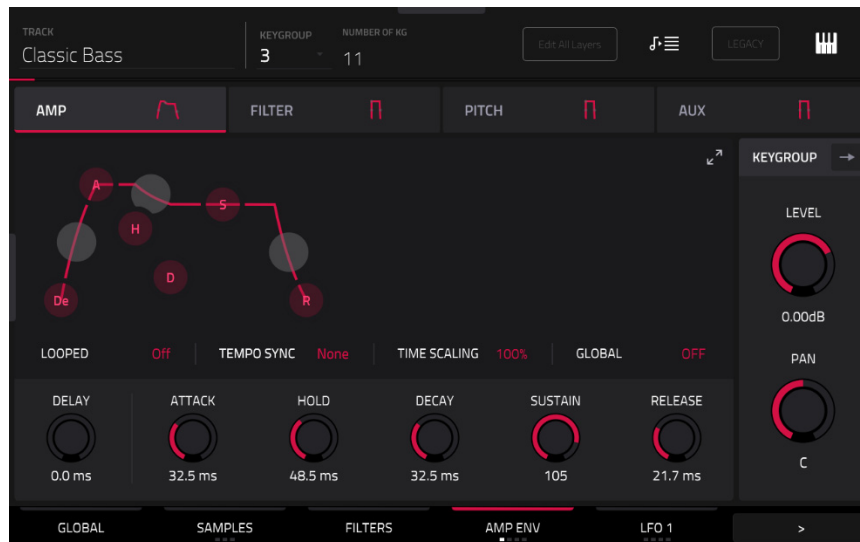 TRACK
Classic Bass
KEYGROUP
3
NUMBER OF KG
11
Edit All Layers
LEGACY
AMP
FILTER
PITCH
AUX
A
S
H
D
De
R
KEYGROUP
LEVEL
0.00dB
PAN
C
LOOPED Off
TEMPO SYNC None
TIME SCALING 100%
GLOBAL OFF
DELAY ATTACK HOLD DECAY SUSTAIN RELEASE
0.0 ms 32.5 ms 48.5 ms 32.5 ms 105 21.7 ms
GLOBAL SAMPLES FILTERS AMP ENV LFO 1 >